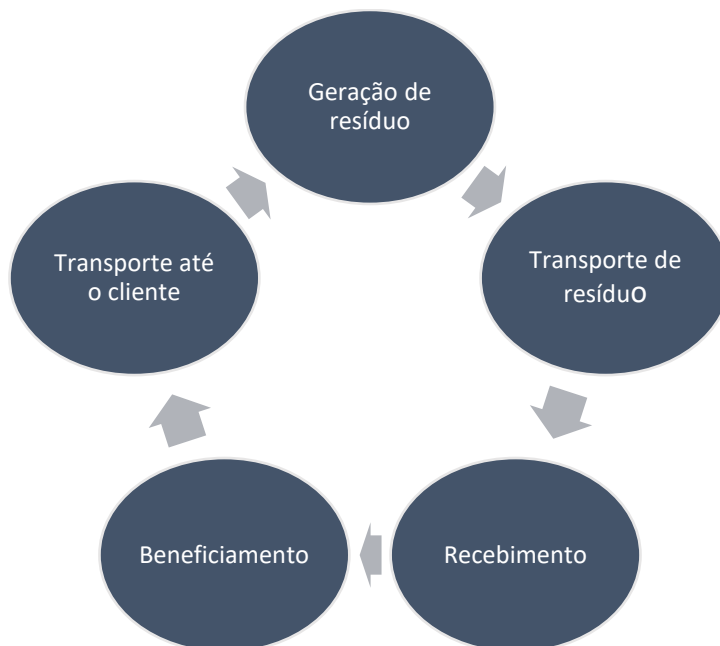 Geração de
resíduo
Transporte de
resíduo
Recebimento
Beneficiamento
Transporte até
o cliente